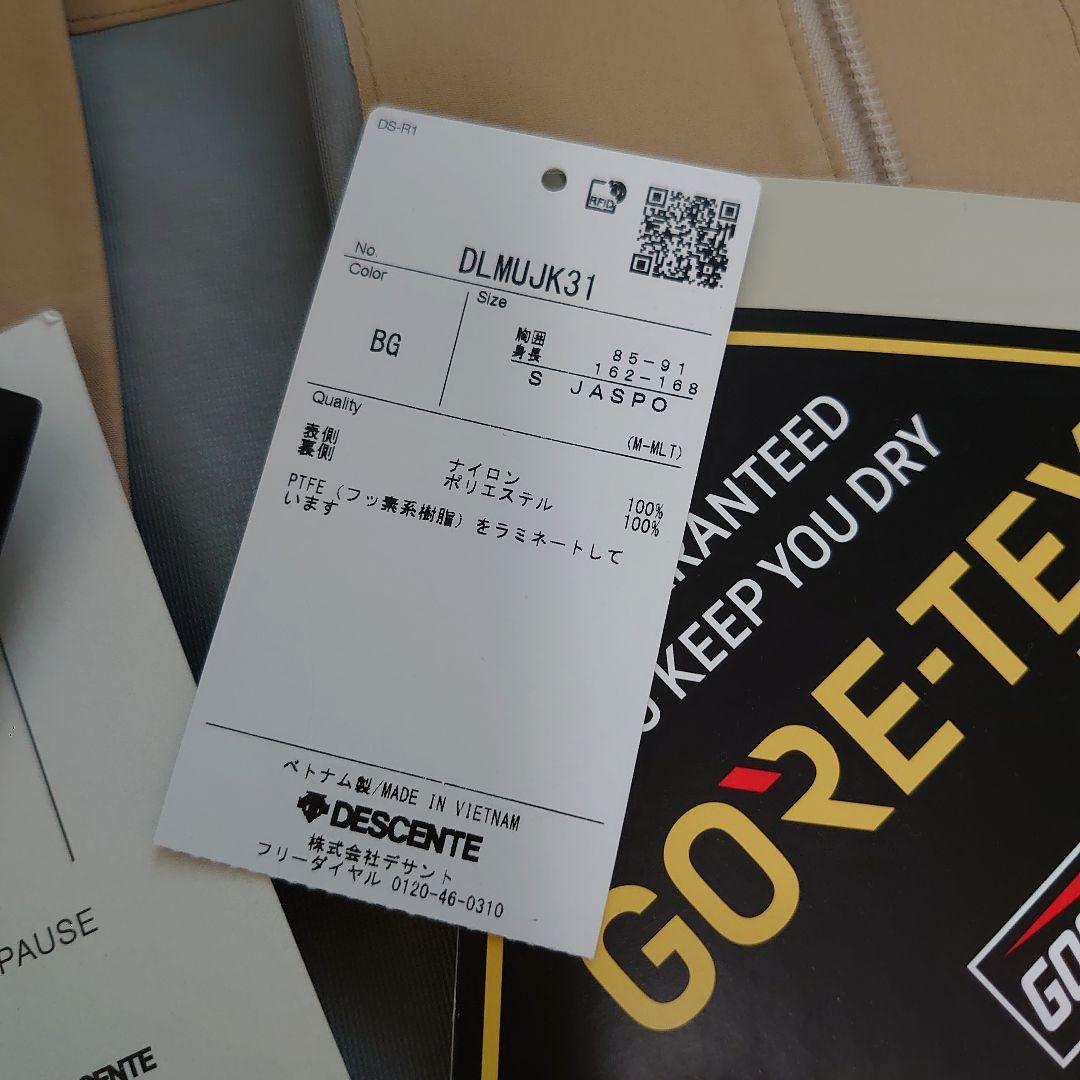 DS-R1
RFID
No. DLMUJK31
Color
BG
Size
胸囲 85-91
身長 162-168
S JASPO
(M-MLT)
Quality
表側 ナイロン 100%
裏側 ポリエステル 100%
PTFE(フッ素系樹脂)をラミネートして
います
ベトナム製/MADE IN VIETNAM
DESCENTE
株式会社デサント
フリーダイヤル 0120-46-0310
KEEP YOU DRY
GORE-TEX
PAUSE